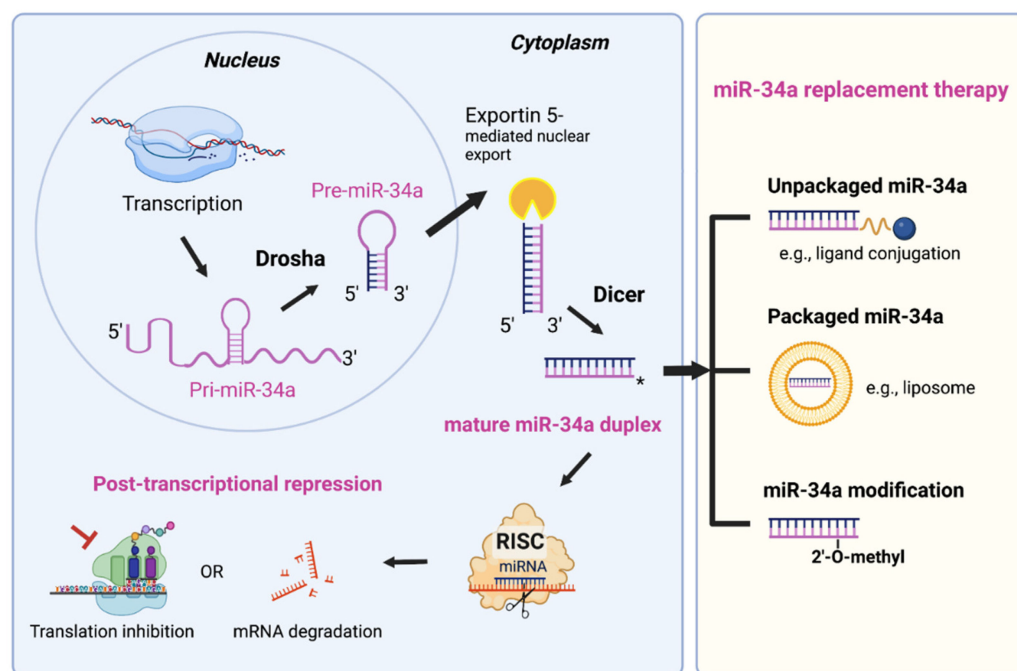 Nucleus
Cytoplasm
Transcription
Pre-miR-34a
Drosha
5'
3'
5'
3'
Pri-miR-34a
Exportin 5-
mediated nuclear
export
5'
3'
Dicer
*
mature miR-34a duplex
RISC
miRNA
Post-transcriptional repression
Translation inhibition
OR
mRNA degradation
miR-34a replacement therapy
Unpackaged miR-34a
e.g., ligand conjugation
Packaged miR-34a
e.g., liposome
miR-34a modification
2'-O-methyl